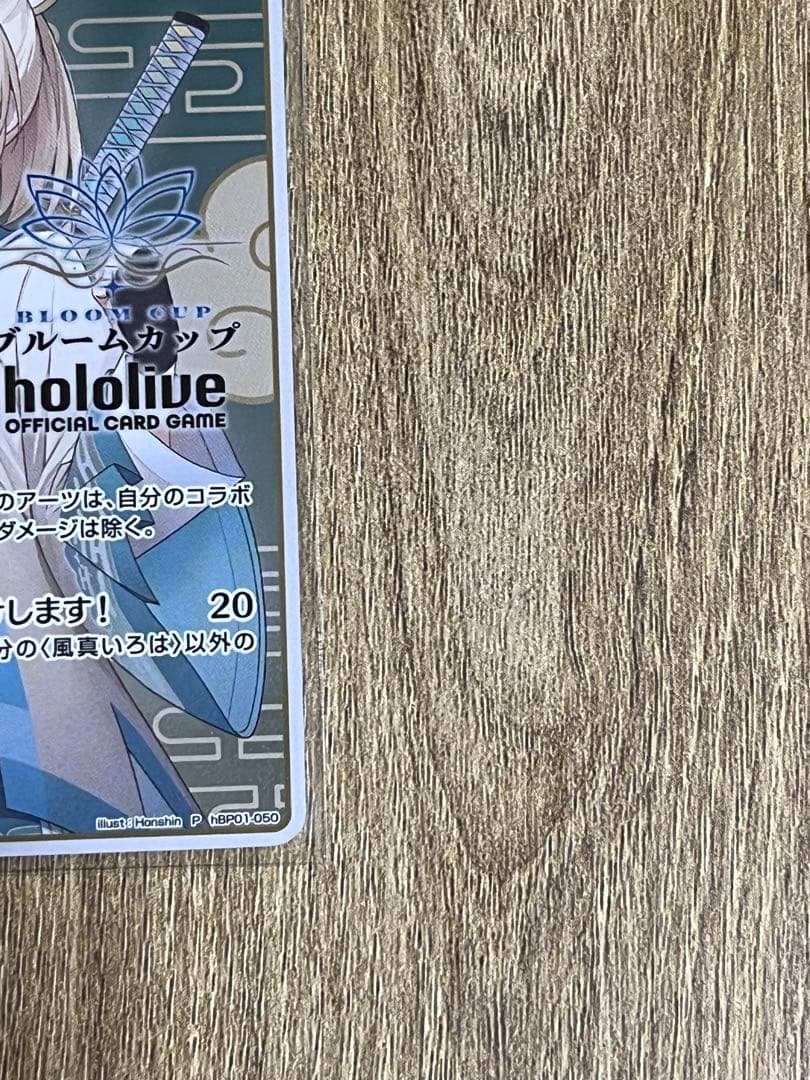 BLOOM CUP
ブルームカップ
hololive
OFFICIAL CARD GAME
のアーツは、自分のコラボ
ダメージは除く。
します! 20
分の〈風真いろは〉以外の
illust:Honshin P hBP01-050